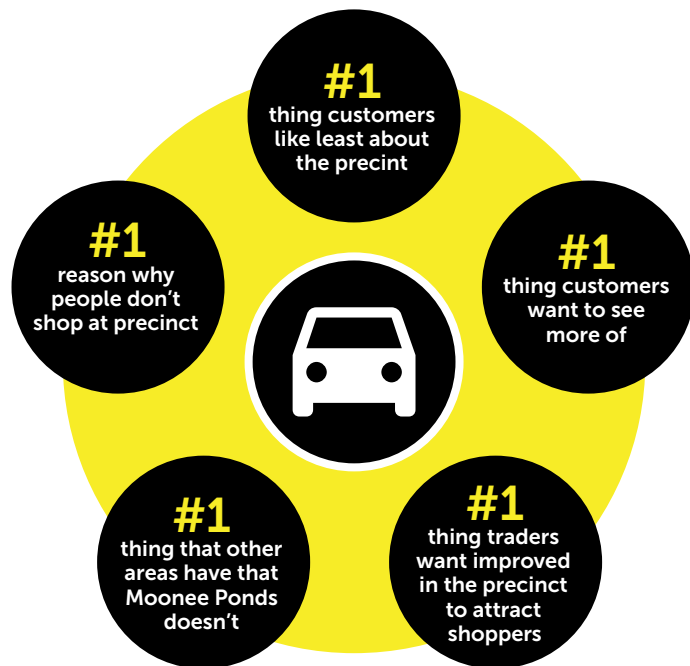 #1
thing customers
like least about
the precint
#1
reason why
people don't
shop at precinct
#1
thing customers
want to see
more of
#1
thing that other
areas have that
Moonee Ponds
doesn't
#1
thing traders
want improved
in the precinct
to attract
shoppers